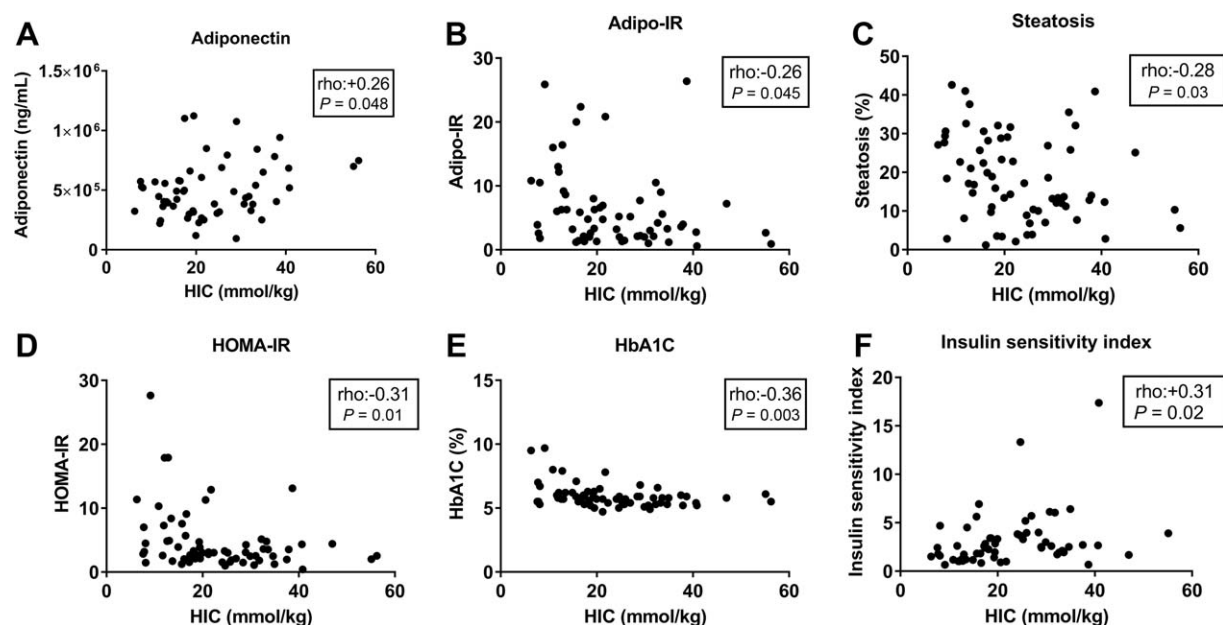 A
Adiponectin
Adiponectin (ng/mL)
1.5×10⁶
1×10⁶
5×10⁵
0
0 20 40 60
HIC (mmol/kg)
rho:+0.26
P = 0.048
B
Adipo-IR
Adipo-IR
30
20
10
0
0 20 40 60
HIC (mmol/kg)
rho:-0.26
P = 0.045
C
Steatosis
Steatosis (%)
50
40
30
20
10
0
0 20 40 60
HIC (mmol/kg)
rho:-0.28
P = 0.03
D
HOMA-IR
HOMA-IR
30
20
10
0
0 20 40 60
HIC (mmol/kg)
rho:-0.31
P = 0.01
E
HbA1C
HbA1C (%)
15
10
5
0
0 20 40 60
HIC (mmol/kg)
rho:-0.36
P = 0.003
F
Insulin sensitivity index
Insulin sensitivity index
20
15
10
5
0
0 20 40 60
HIC (mmol/kg)
rho:+0.31
P = 0.02